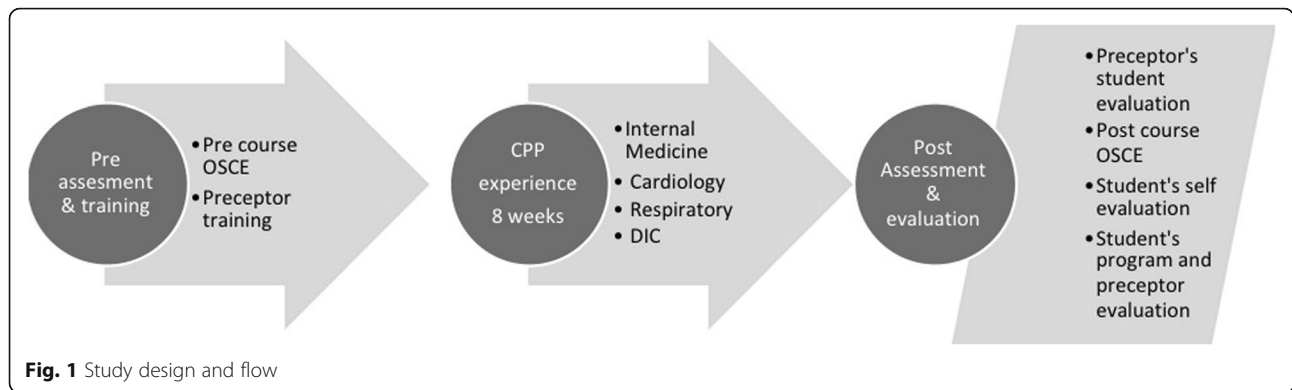 Pre
assesment
& training
•Pre course
OSCE
•Preceptor
training
CPP
experience
8 weeks
•Internal
Medicine
•Cardiology
•Respiratory
•DIC
Post
Assessment
&
evaluation
•Preceptor's
student
evaluation
•Post course
OSCE
•Student's self
evaluation
•Student's
program and
preceptor
evaluation
Fig. 1 Study design and flow